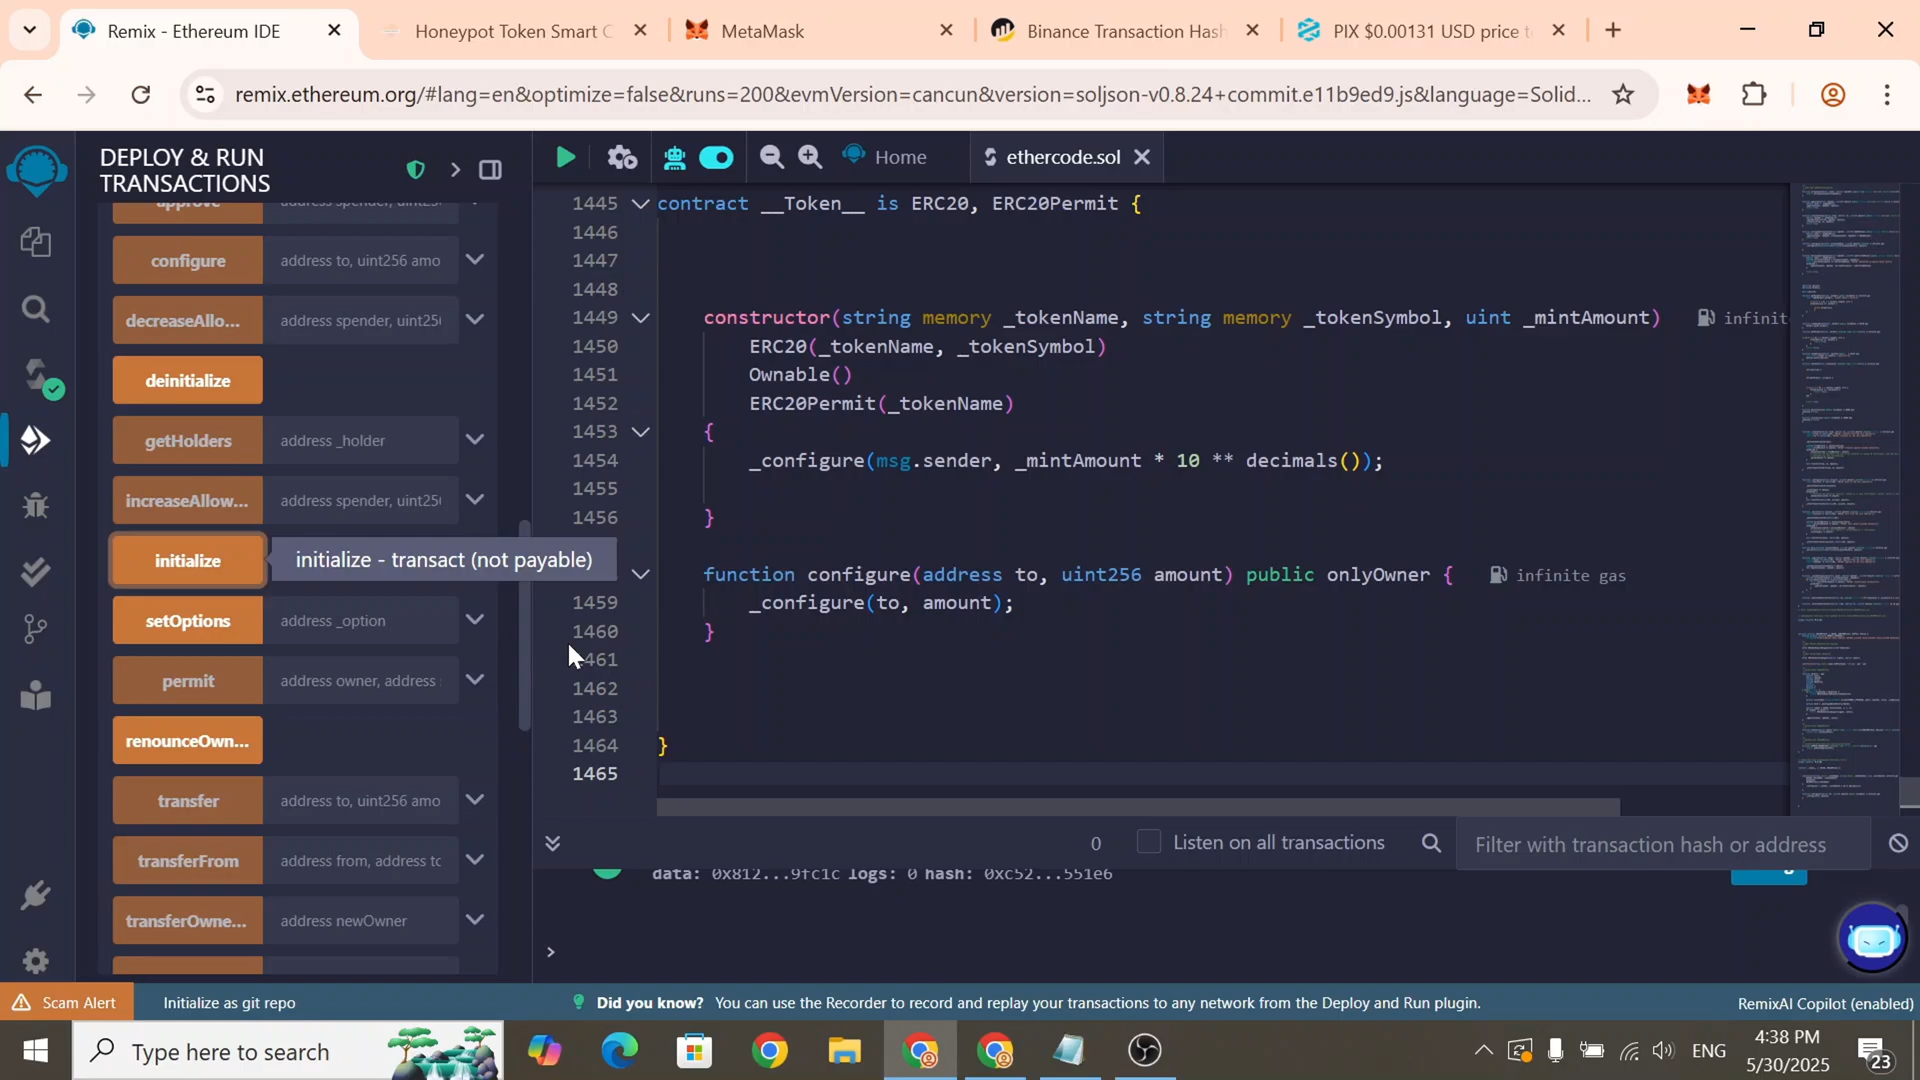 Remix - Ethereum IDE
Honeypot Token Smart C
MetaMask
Binance Transaction Hash
PIX $0.00131 USD price t
remix.ethereum.org/#lang=en&optimize=false&runs=200&evmVersion=cancun&version=soljson-v0.8.24+commit.e11b9ed9.js&language=Solid...
DEPLOY & RUN
TRANSACTIONS
Home
ethercode.sol
approve address spender, uint25
configure address to, uint256 amo
decreaseAllo... address spender, uint25
deinitialize
getHolders address _holder
increaseAllow... address spender, uint25
initialize
initialize - transact (not payable)
setOptions address _option
permit address owner, address
renounceOwn...
transfer address to, uint256 amo
transferFrom address from, address to
transferOwne... address newOwner
1445 contract __Token__ is ERC20, ERC20Permit {
1446
1447
1448
1449 constructor(string memory _tokenName, string memory _tokenSymbol, uint _mintAmount) infinit
1450 ERC20(_tokenName, _tokenSymbol)
1451 Ownable()
1452 ERC20Permit(_tokenName)
1453 {
1454 _configure(msg.sender, _mintAmount * 10 ** decimals());
1455
1456 }
function configure(address to, uint256 amount) public onlyOwner { infinite gas
1459 _configure(to, amount);
1460 }
1461
1462
1463
1464 }
1465
0
Listen on all transactions
Filter with transaction hash or address
data: 0x812...9fc1c logs: 0 hash: 0xc52...551e6
>
Scam Alert
Initialize as git repo
Did you know? You can use the Recorder to record and replay your transactions to any network from the Deploy and Run plugin.
RemixAI Copilot (enabled)
Type here to search
ENG
4:38 PM
5/30/2025
23